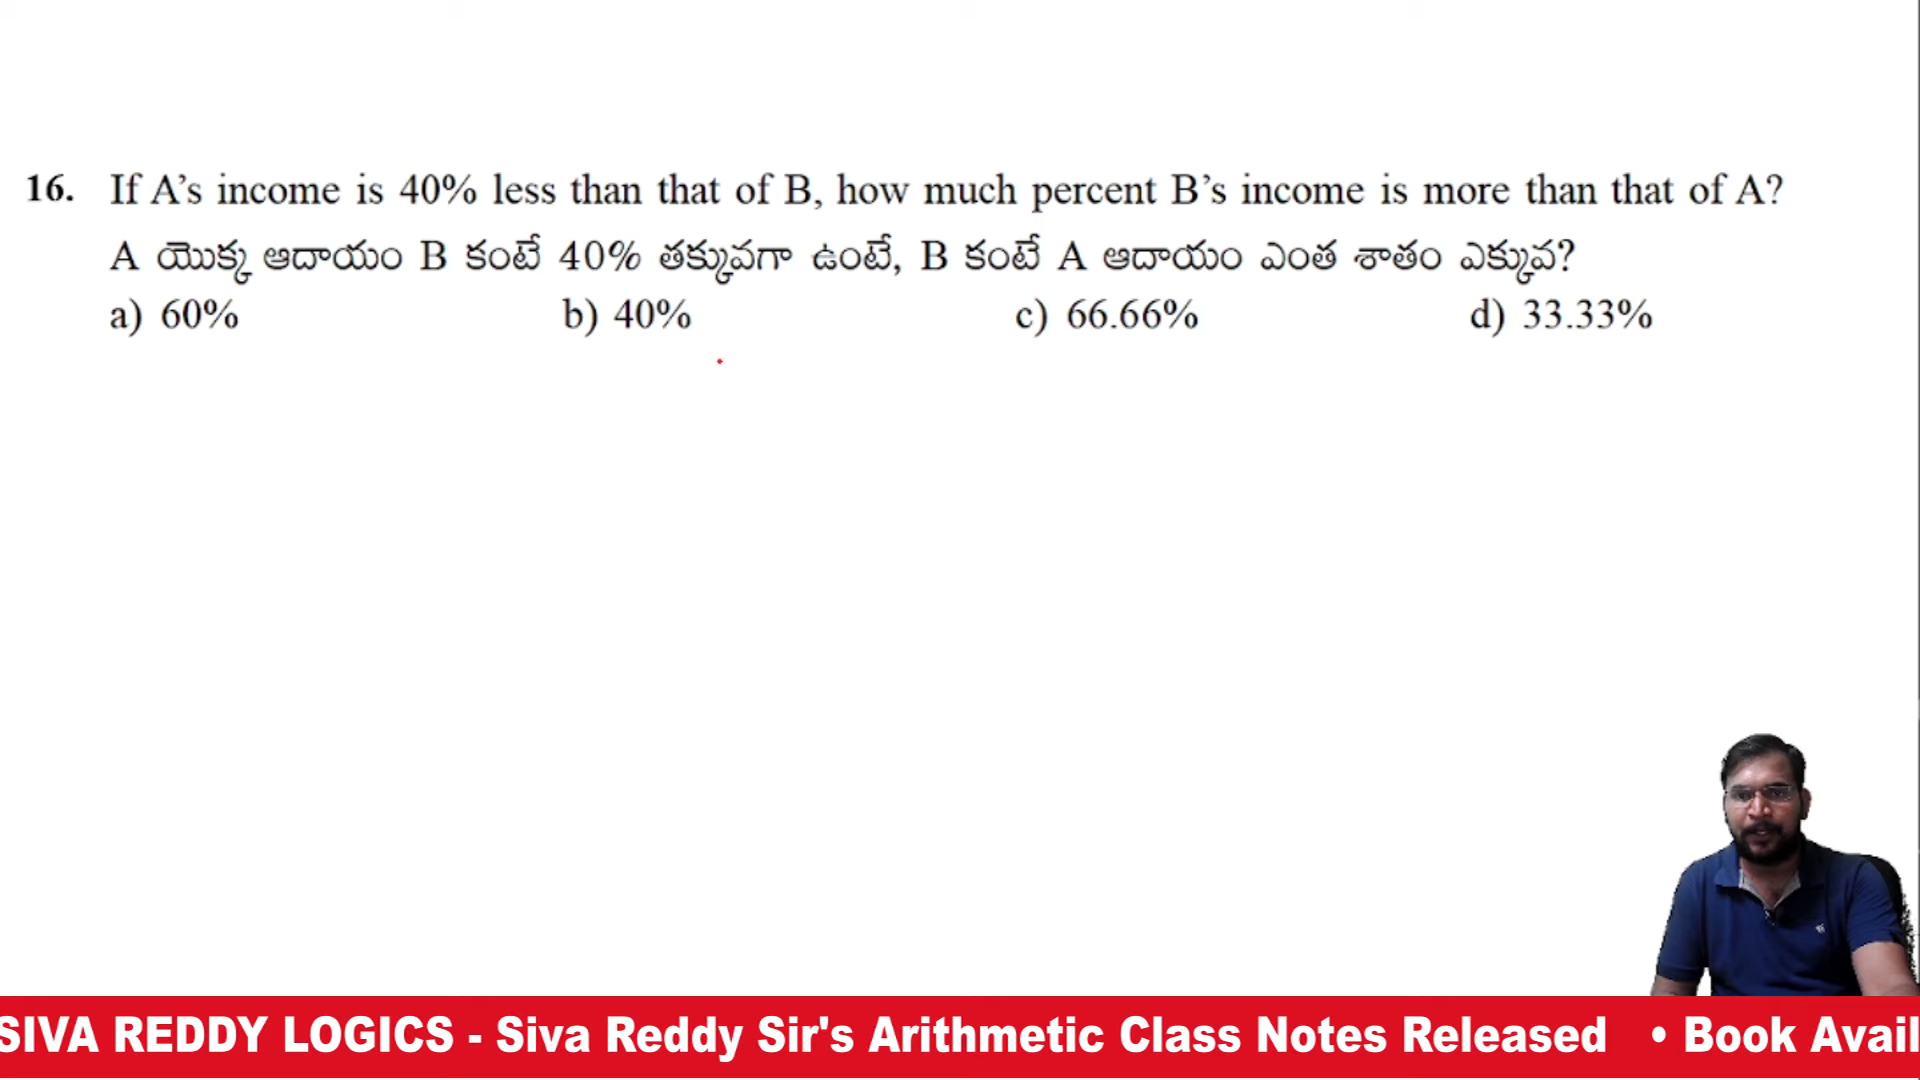 16. If A’s income is 40% less than that of B, how much percent B’s income is more than that of A?
A యొక్క ఆదాయం B కంటే 40% తక్కువగా ఉంటే, B కంటే A ఆదాయం ఎంత శాతం ఎక్కువ?
a) 60% b) 40% c) 66.66% d) 33.33%
SIVA REDDY LOGICS - Siva Reddy Sir's Arithmetic Class Notes Released • Book Avail